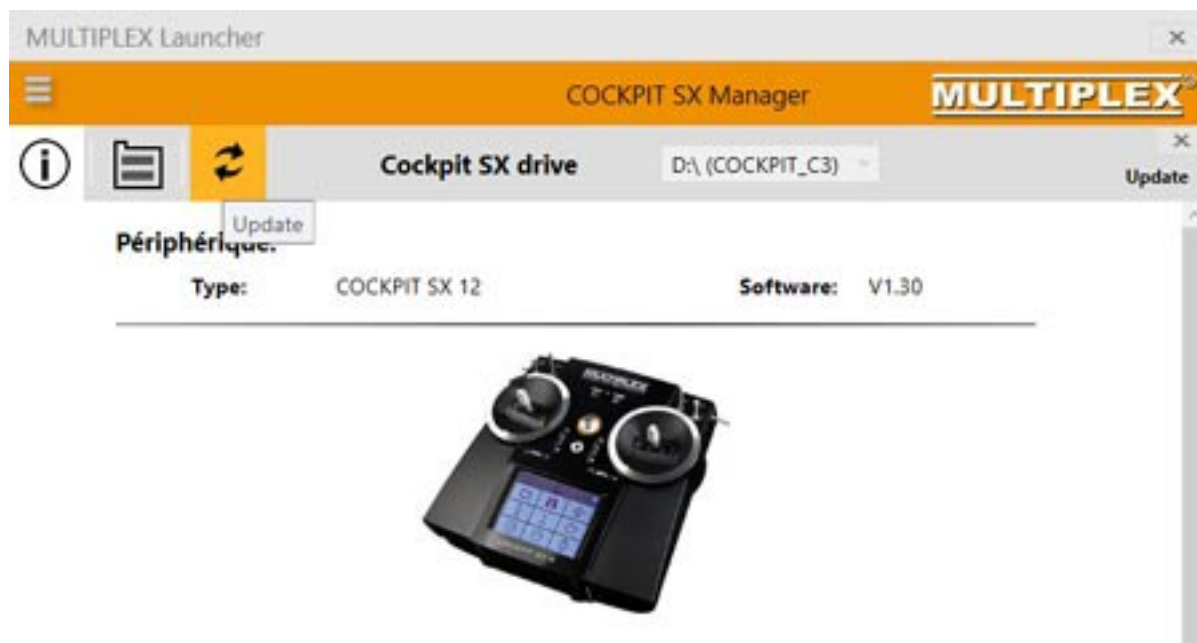 MULTIPLEX Launcher
COCKPIT SX Manager
MULTIPLEX
Cockpit SX drive
D:\ (COCKPIT_C3)
Update
Update
Périphérique:
Type:
COCKPIT SX 12
Software:
V1.30
MULTIPLEX